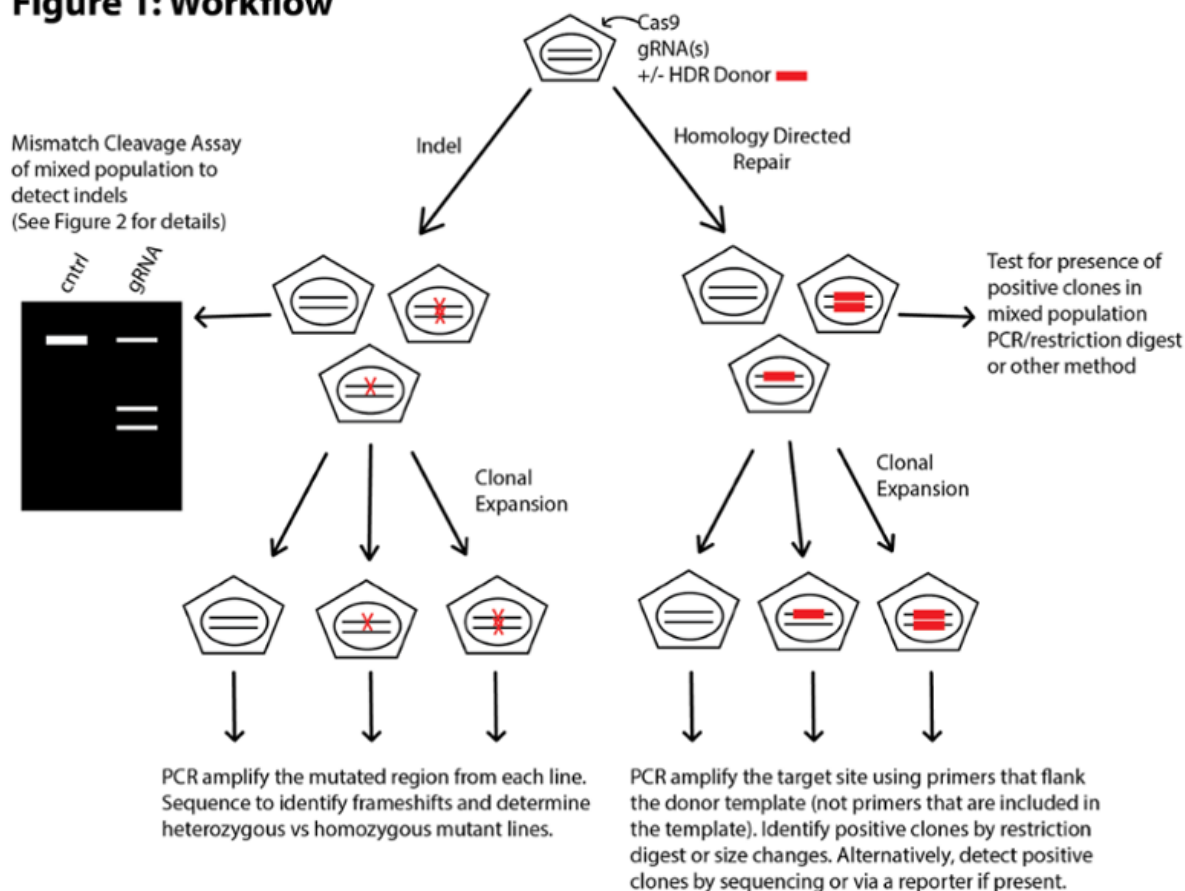 Figure 1: Workflow
Cas9
gRNA(s)
+/- HDR Donor
Indel
Homology Directed
Repair
Mismatch Cleavage Assay
of mixed population to
detect indels
(See Figure 2 for details)
cntrl
gRNA
Test for presence of
positive clones in
mixed population
PCR/restriction digest
or other method
Clonal
Expansion
Clonal
Expansion
PCR amplify the mutated region from each line.
Sequence to identify frameshifts and determine
heterozygous vs homozygous mutant lines.
PCR amplify the target site using primers that flank
the donor template (not primers that are included in
the template). Identify positive clones by restriction
digest or size changes. Alternatively, detect positive
clones by sequencing or via a reporter if present.